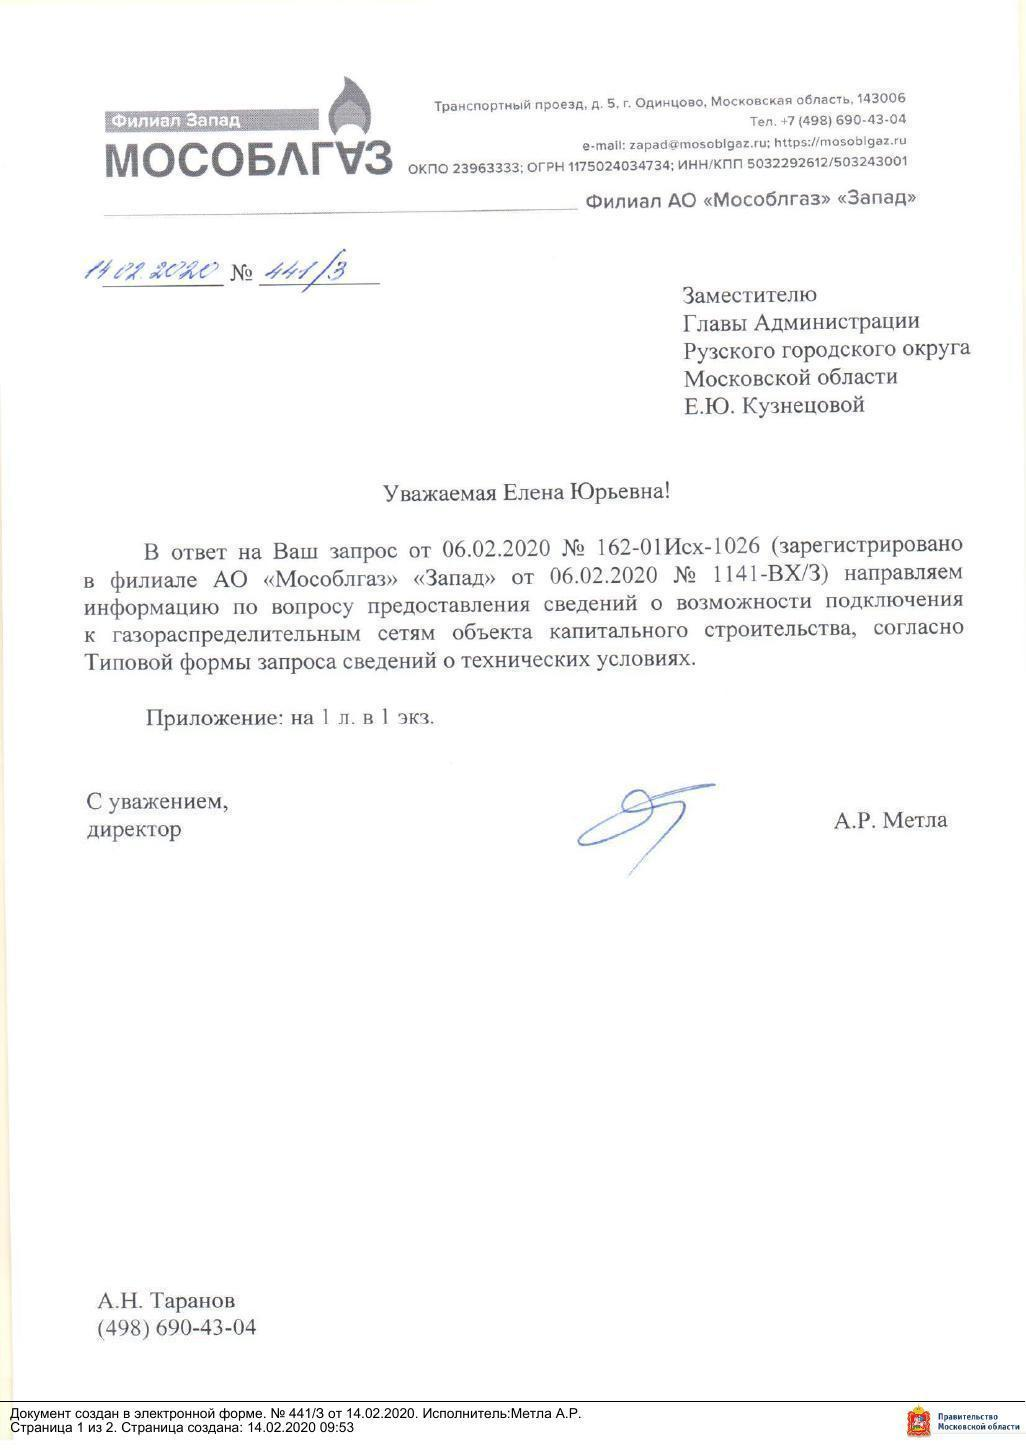 Филиал Запад
МОСОБЛГАЗ
Транспортный проезд, д. 5, г. Одинцово, Московская область, 143006
Тел. +7 (498) 690-43-04
e-mail: zapad@mosoblgaz.ru; https://mosoblgaz.ru
ОКПО 23963333; ОГРН 1175024034734; ИНН/КПП 5032292612/503243001
Филиал АО «Мособлгаз» «Запад»
14.02.2020 № 441/3
Заместителю
Главы Администрации
Рузского городского округа
Московской области
Е.Ю. Кузнецовой
Уважаемая Елена Юрьевна!
В ответ на Ваш запрос от 06.02.2020 № 162-01Исх-1026 (зарегистрировано
в филиале АО «Мособлгаз» «Запад» от 06.02.2020 № 1141-ВХ/З) направляем
информацию по вопросу предоставления сведений о возможности подключения
к газораспределительным сетям объекта капитального строительства, согласно
Типовой формы запроса сведений о технических условиях.
Приложение: на 1 л. в 1 экз.
С уважением,
директор
А.Р. Метла
А.Н. Таранов
(498) 690-43-04
Документ создан в электронной форме. № 441/3 от 14.02.2020. Исполнитель:Метла А.Р.
Страница 1 из 2. Страница создана: 14.02.2020 09:53
Правительство
Московской области